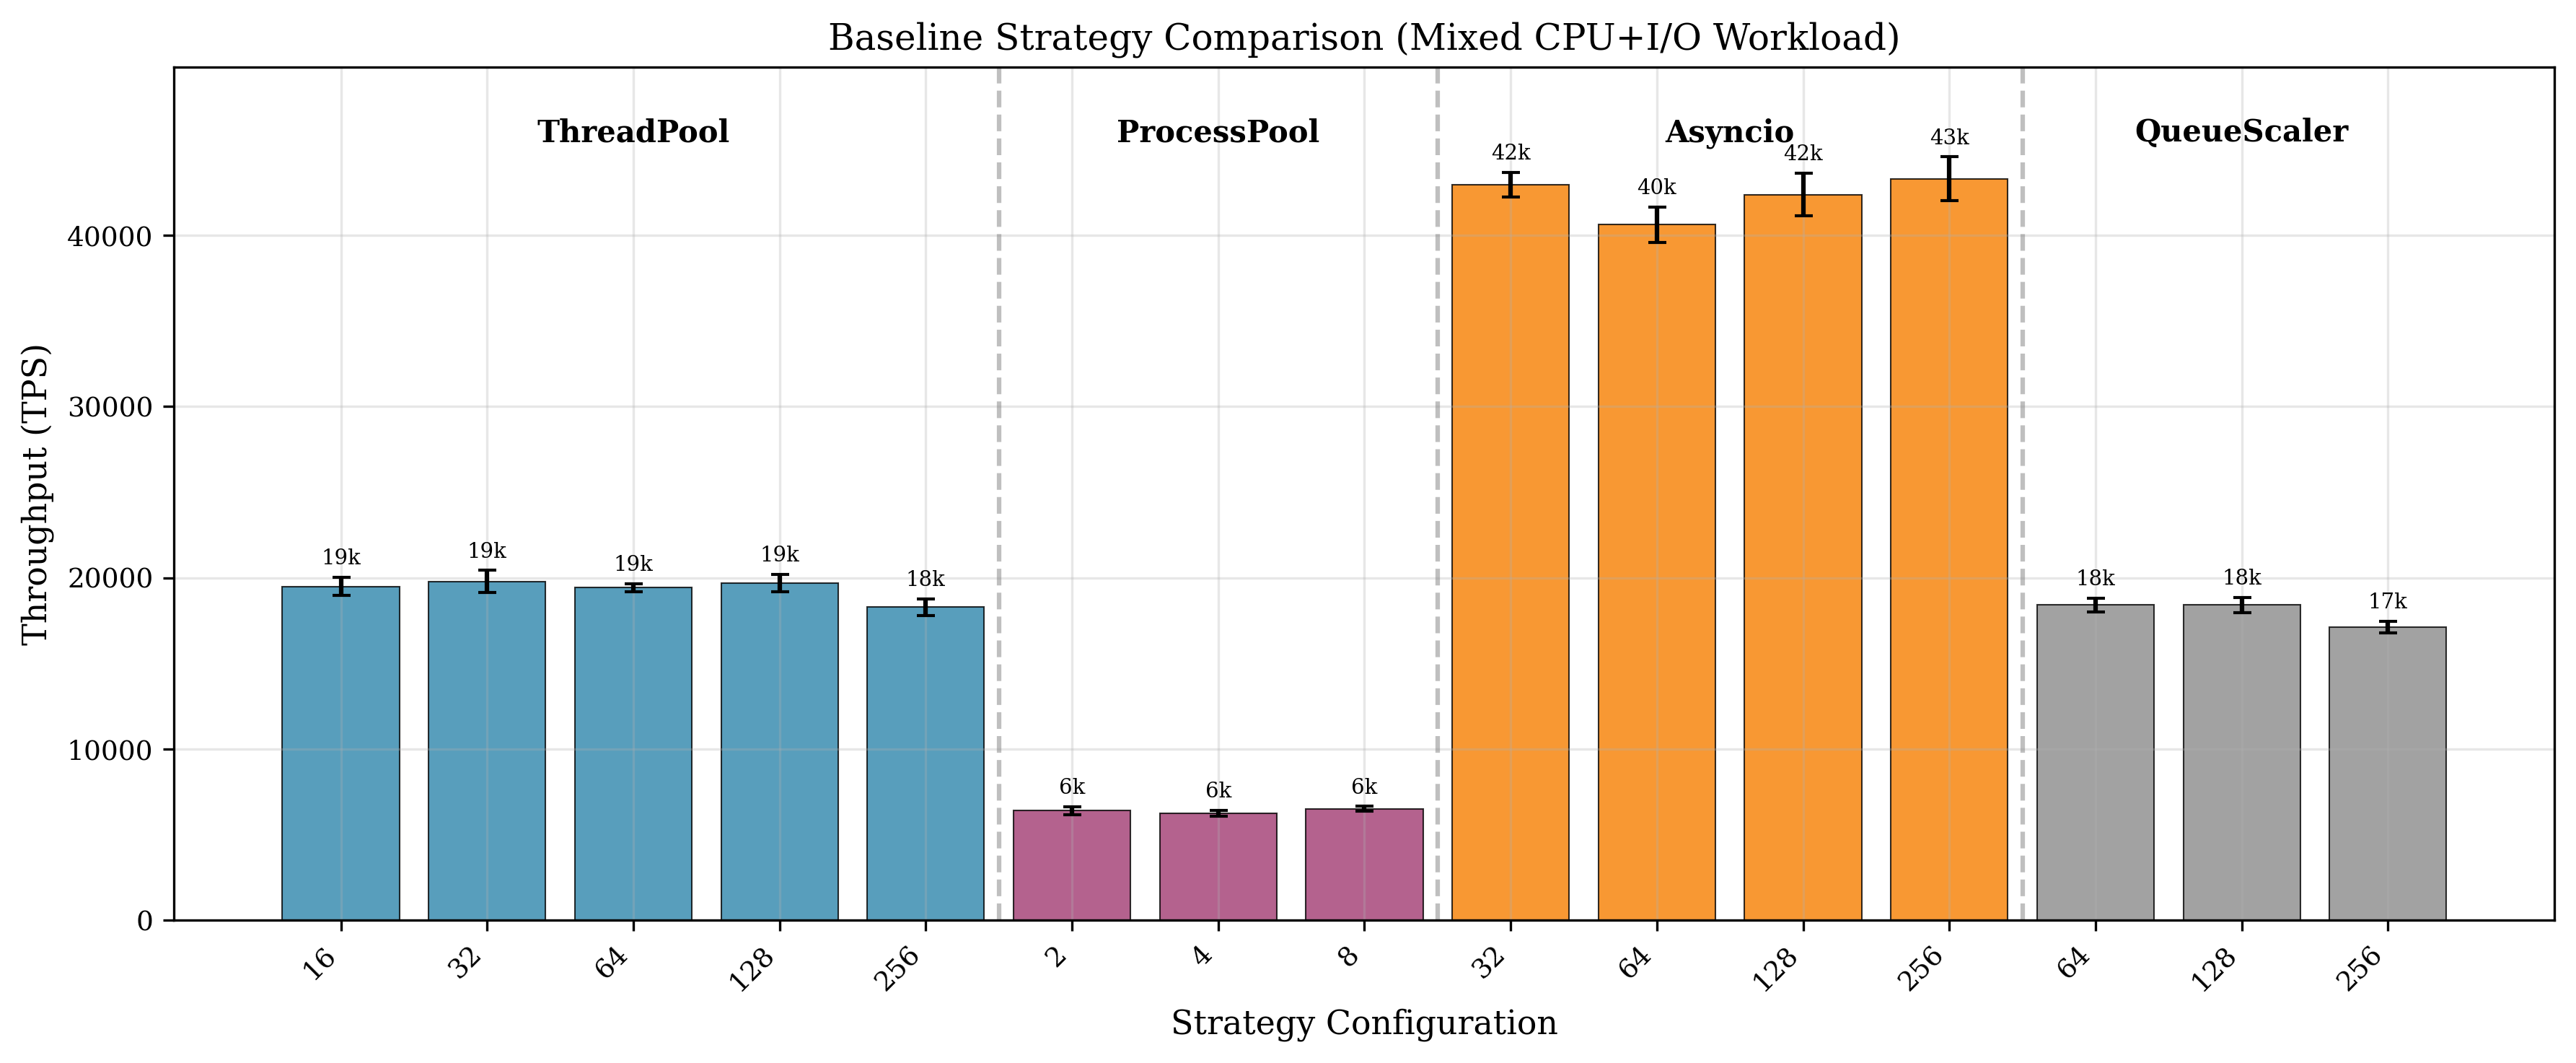 Baseline Strategy Comparison (Mixed CPU+I/O Workload)
Throughput (TPS)
40000
30000
20000
10000
0
ThreadPool
ProcessPool
Asyncio
QueueScaler
19k
19k
19k
19k
18k
6k
6k
6k
42k
40k
42k
43k
18k
18k
17k
16
32
64
128
256
2
4
8
32
64
128
256
64
128
256
Strategy Configuration